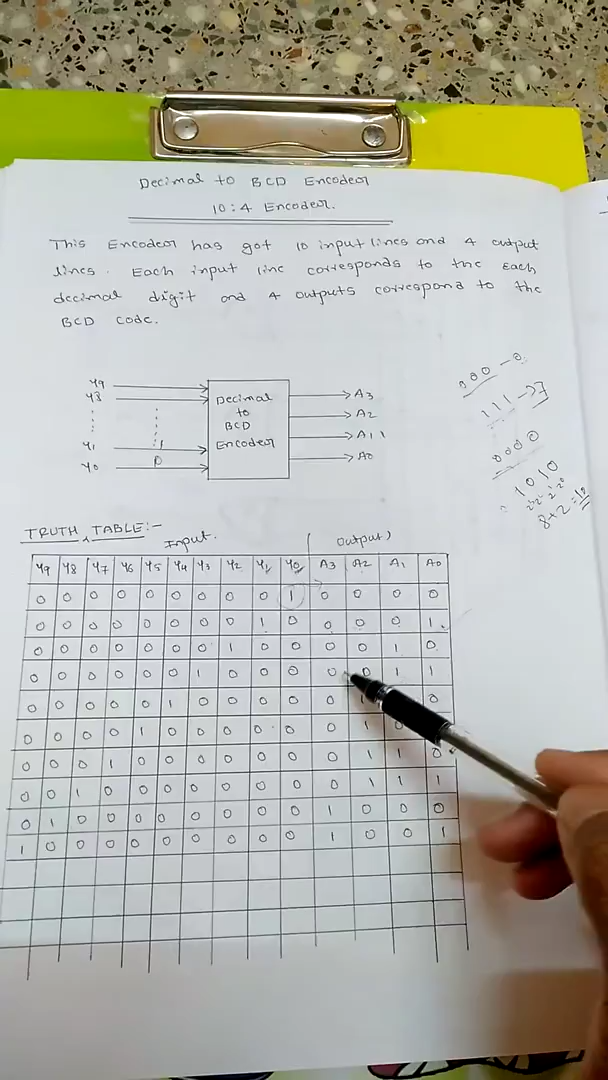 Decimal to BCD Encoder
10:4 Encoder.
This Encoder has got 10 input lines and 4 output
lines. Each input line corresponds to the each
decimal digit and 4 outputs correspond to the
BCD code.
Y9
Y8
Y1
Y0
1
0
Decimal
to
BCD
Encoder
A3
A2
A1
A0
000 - 0
111 → 7
0000
1010
8+2=10
TRUTH TABLE:-
Input. (Output)
Y9 Y8 Y7 Y6 Y5 Y4 Y3 Y2 Y1 Y0 A3 A2 A1 A0
0 0 0 0 0 0 0 0 0 1 0 0 0 0
0 0 0 0 0 0 0 0 1 0 0 0 0 1
0 0 0 0 0 0 0 1 0 0 0 0 1 0
0 0 0 0 0 0 1 0 0 0 0 0 1 1
0 0 0 0 0 1 0 0 0 0 0 1 0
0 0 0 0 1 0 0 0 0 0 0 1 0
0 0 0 1 0 0 0 0 0 0 0 1 1 0
0 0 1 0 0 0 0 0 0 0 0 1 1 1
0 1 0 0 0 0 0 0 0 0 1 0 0 0
1 0 0 0 0 0 0 0 0 0 1 0 0 1